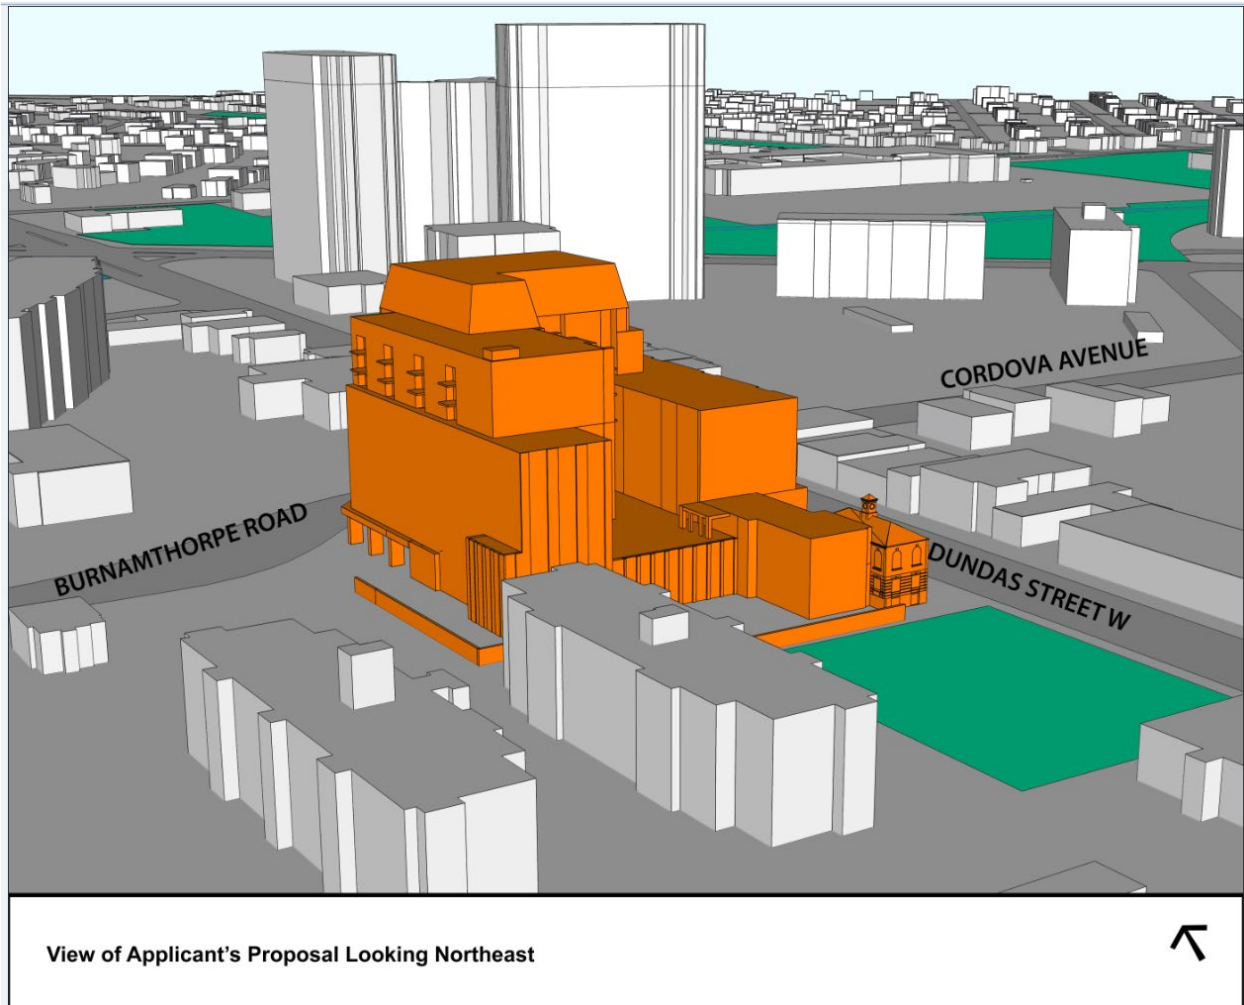 CORDOVA AVENUE
BURNAMTHORPE ROAD
DUNDAS STREET W
View of Applicant's Proposal Looking Northeast